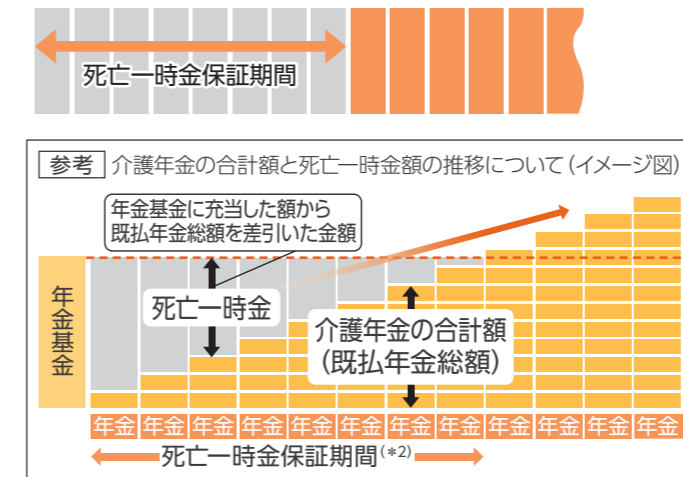 死亡一時金保証期間
参考 介護年金の合計額と死亡一時金額の推移について(イメージ図)
年金基金に充当した額から
既払年金総額を差引いた金額
年金基金
死亡一時金
介護年金の合計額
(既払年金総額)
年金 年金 年金 年金 年金 年金 年金 年金 年金 年金 年金 年金
死亡一時金保証期間(*2)